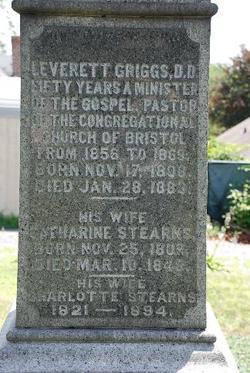 LEVERETT GRIGGS, D.D.
FIFTY YEARS A MINISTER
OF THE GOSPEL, PASTOR
OF THE CONGREGATIONAL
CHURCH OF BRISTOL
FROM 1856, TO 1869.
BORN NOV. 17, 1808,
DIED JAN. 28, 1883.
HIS WIFE
CATHARINE STEARNS,
BORN NOV. 25, 1809,
DIED MAR. 10, 1845.
HIS WIFE
CHARLOTTE STEARNS
1821 — 1894.